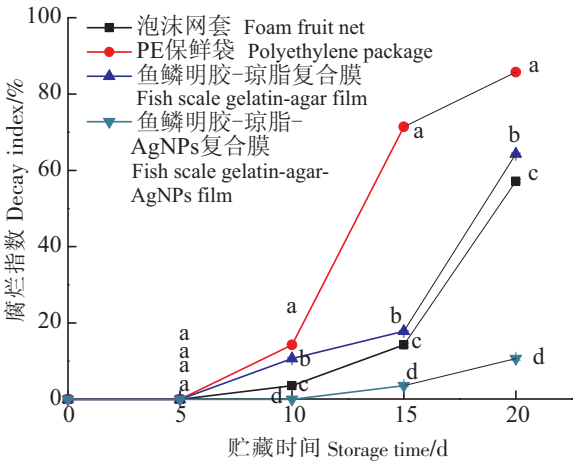 100
80
60
40
20
0
腐烂指数 Decay index/%
泡沫网套 Foam fruit net
PE保鲜袋 Polyethylene package
鱼鳞明胶-琼脂复合膜
Fish scale gelatin-agar film
鱼鳞明胶-琼脂-
AgNPs复合膜
Fish scale gelatin-agar-
AgNPs film
a
a
a
a
a
b
c
d
a
b
c
d
a
b
c
d
0 5 10 15 20
贮藏时间 Storage time/d